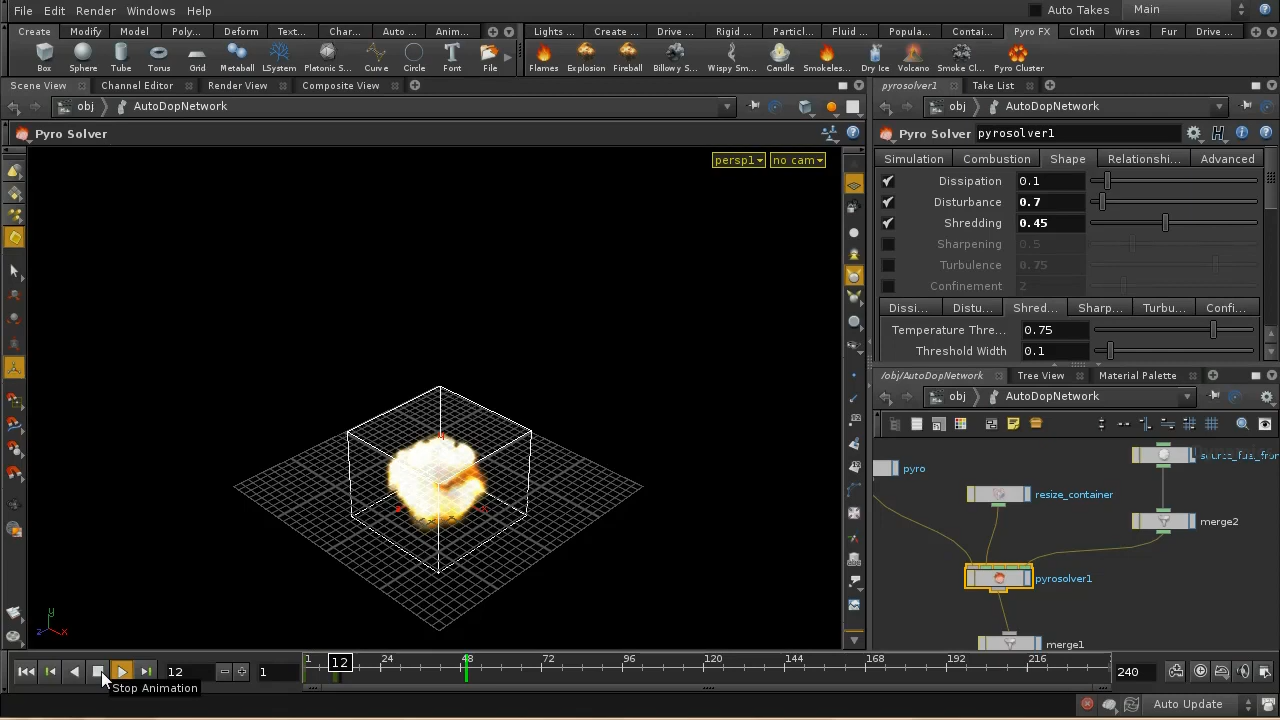 File Edit Render Windows Help Auto Takes Main
Create Modify Model Poly... Deform Text... Char... Auto ... Anim... Lights ... Create ... Drive ... Rigid ... Particl... Fluid ... Popula... Contai... Pyro FX Cloth Wires Fur Drive ...
Box Sphere Tube Torus Grid Metaball LSystem Platonic S... Curve Circle Font File Flames Explosion Fireball Billowy S... Wispy Sm... Candle Smokeles... Dry Ice Volcano Smoke Cl... Pyro Cluster
Scene View Channel Editor Render View Composite View pyrosolver1 Take List
obj AutoDopNetwork obj AutoDopNetwork
Pyro Solver Pyro Solver pyrosolver1
persp1 no cam
Simulation Combustion Shape Relationshi... Advanced
Dissipation 0.1
Disturbance 0.7
Shredding 0.45
Sharpening 0.5
Turbulence 0.75
Confinement 2
Dissi... Distu... Shred... Sharp... Turbu... Confi...
Temperature Thre... 0.75
Threshold Width 0.1
/obj/AutoDopNetwork Tree View Material Palette
obj AutoDopNetwork
pyro
resize_container
merge2
pyrosolver1
merge1
y
z x
12 1 1 12 24 48 72 96 120 144 168 192 216 240
Stop Animation
Auto Update